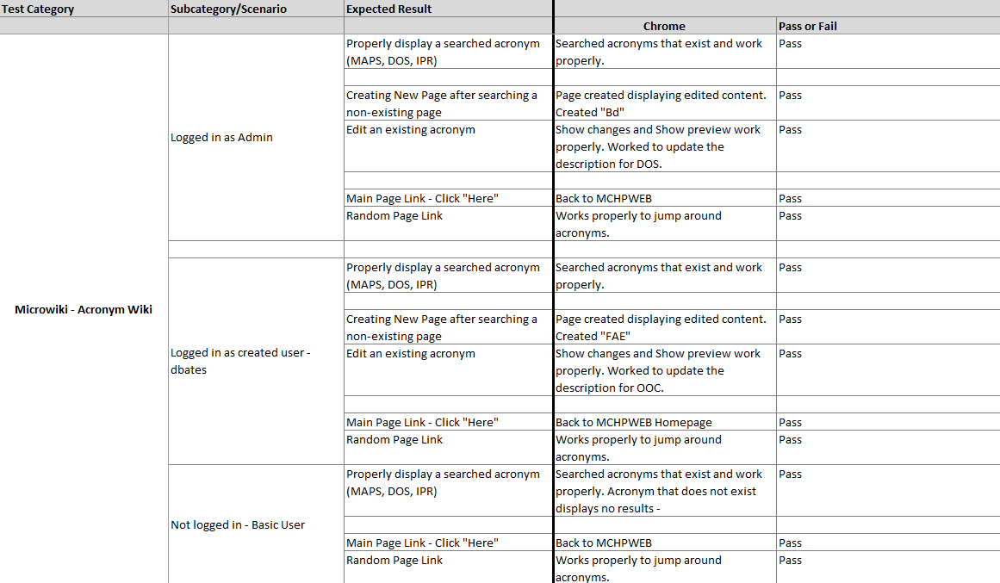 Test Category
Subcategory/Scenario
Expected Result
Chrome
Pass or Fail
Microwiki - Acronym Wiki
Logged in as Admin
Properly display a searched acronym
(MAPS, DOS, IPR)
Searched acronyms that exist and work
properly.
Pass
Creating New Page after searching a
non-existing page
Page created displaying edited content.
Created "Bd"
Pass
Edit an existing acronym
Show changes and Show preview work
properly. Worked to update the
description for DOS.
Pass
Main Page Link - Click "Here"
Back to MCHPWEB
Pass
Random Page Link
Works properly to jump around
acronyms.
Pass
Logged in as created user -
dbates
Properly display a searched acronym
(MAPS, DOS, IPR)
Searched acronyms that exist and work
properly.
Pass
Creating New Page after searching a
non-existing page
Page created displaying edited content.
Created "FAE"
Pass
Edit an existing acronym
Show changes and Show preview work
properly. Worked to update the
description for OOC.
Pass
Main Page Link - Click "Here"
Back to MCHPWEB Homepage
Pass
Random Page Link
Works properly to jump around
acronyms.
Pass
Not logged in - Basic User
Properly display a searched acronym
(MAPS, DOS, IPR)
Searched acronyms that exist and work
properly. Acronym that does not exist
displays no results -
Pass
Main Page Link - Click "Here"
Back to MCHPWEB
Pass
Random Page Link
Works properly to jump around
acronyms.
Pass